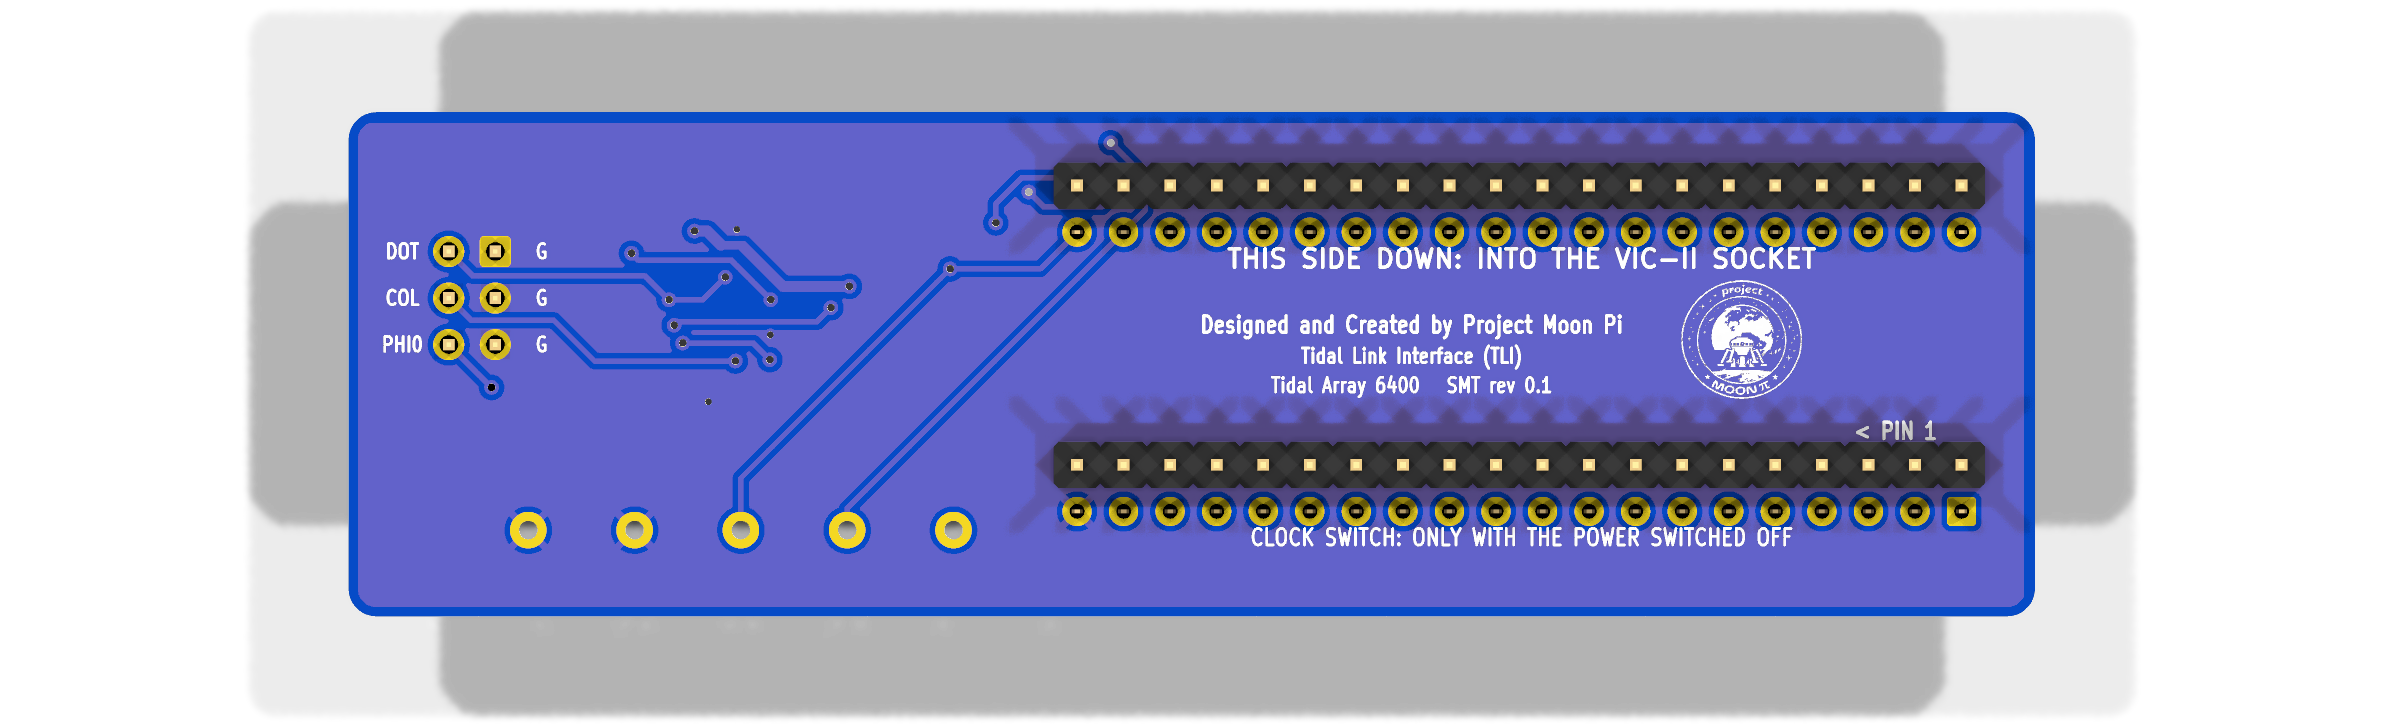 DOT G
COL G
PHI0 G
THIS SIDE DOWN: INTO THE VIC-II SOCKET
Designed and Created by Project Moon Pi
Tidal Link Interface (TLI)
Tidal Array 6400 SMT rev 0.1
project
MOON π
< PIN 1
CLOCK SWITCH: ONLY WITH THE POWER SWITCHED OFF